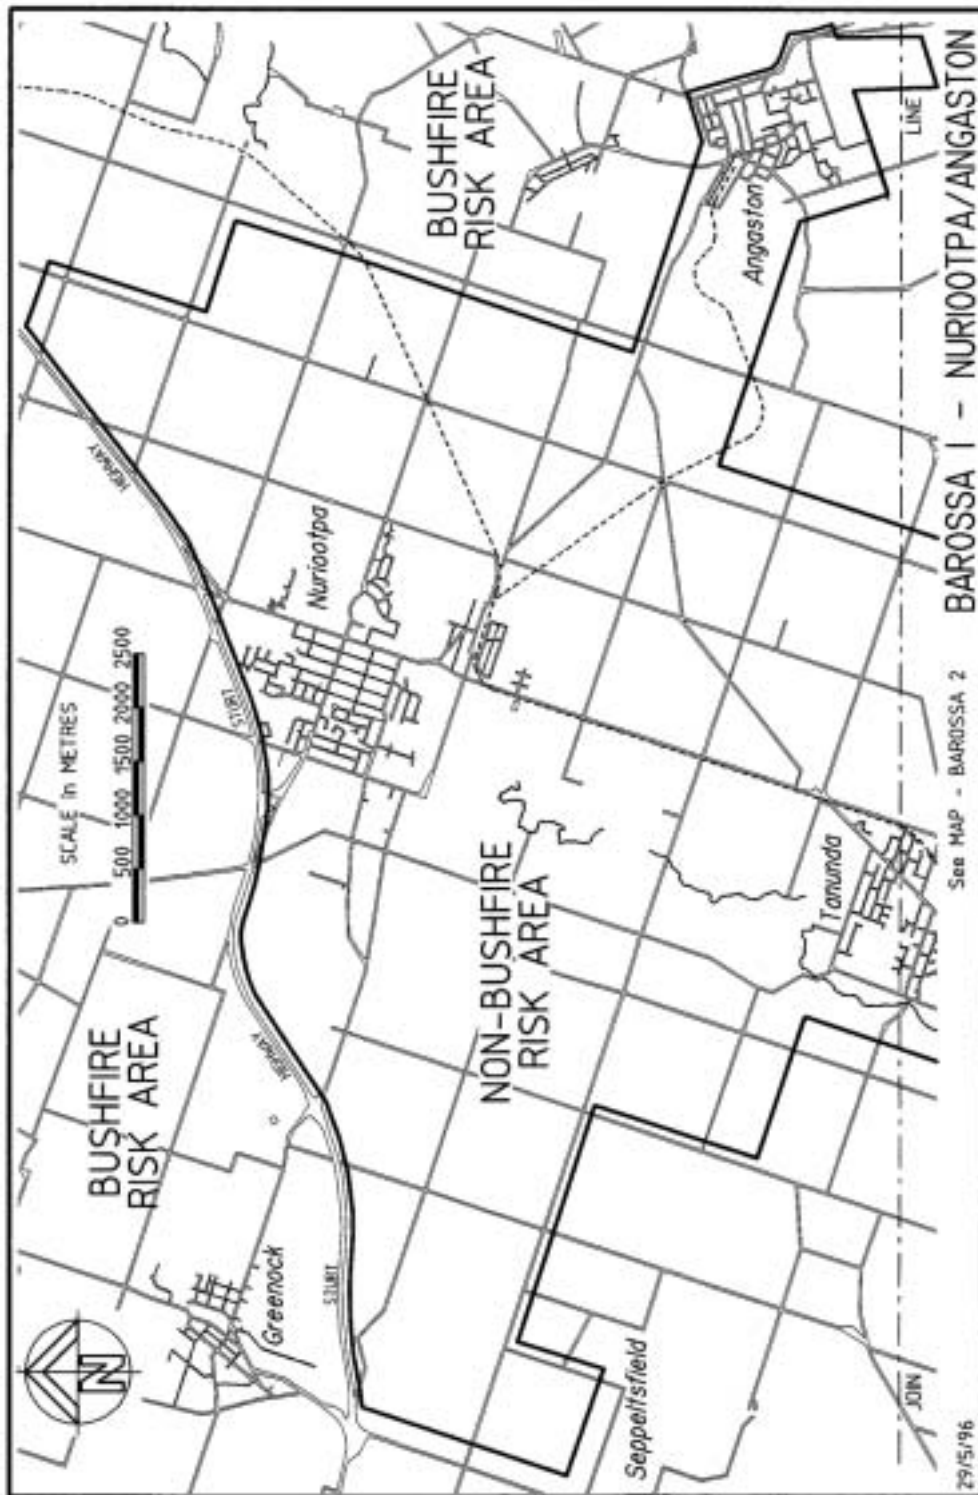 N
BUSHFIRE
RISK AREA
SCALE in METRES
0 500 1000 1500 2000 2500
HIGHWAY
BUSHFIRE
RISK AREA
Greenock
STURT
HIGHWAY
STURT
Nuriootpa
NON-BUSHFIRE
RISK AREA
Angaston
Seppeltsfield
Tanunda
JOIN
LINE
29/5/96
See MAP - BAROSSA 2
BAROSSA 1 - NURIOOTPA/ANGASTON